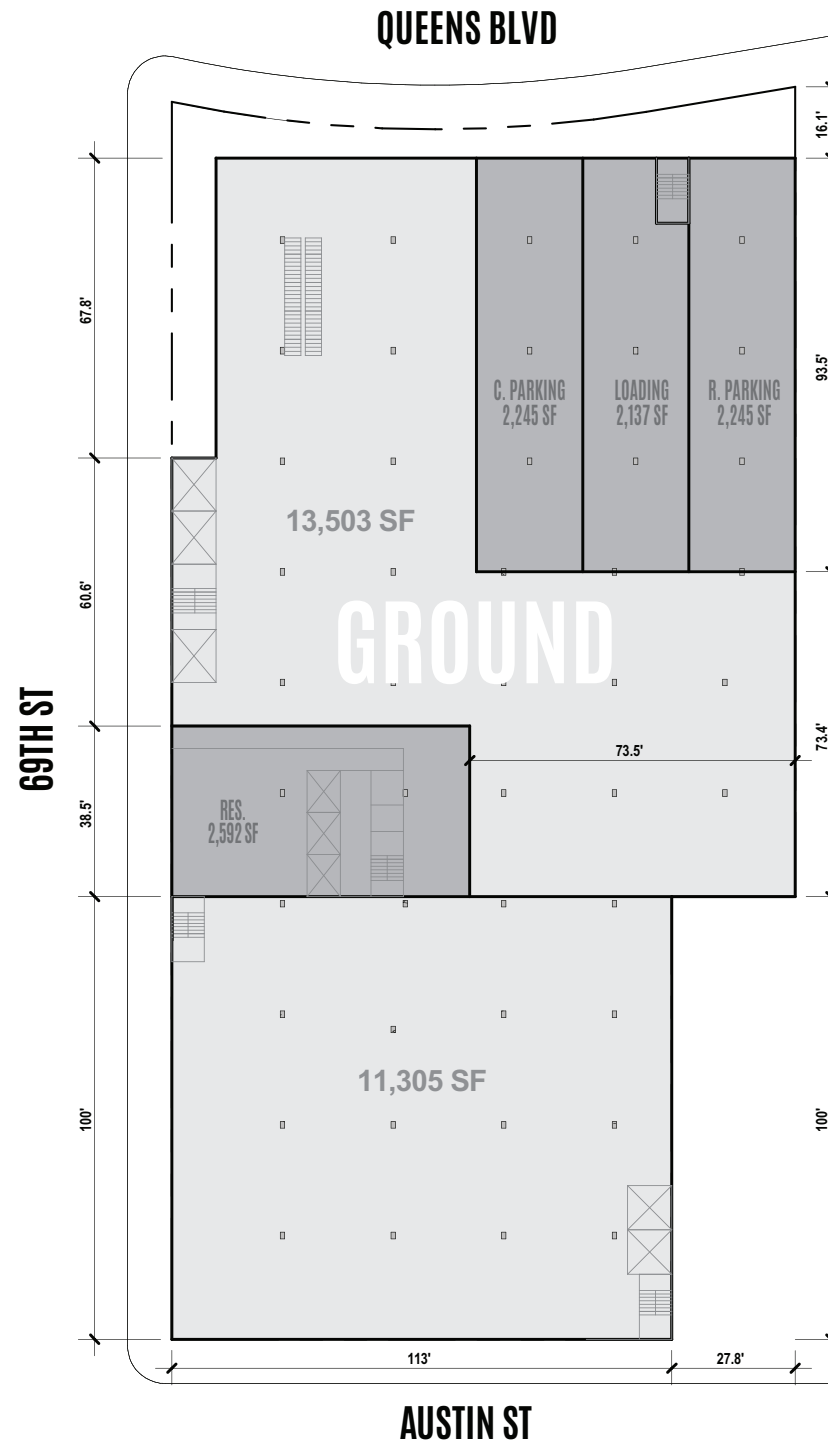 QUEENS BLVD
16.1'
67.8'
93.5'
C. PARKING
2,245 SF
LOADING
2,137 SF
R. PARKING
2,245 SF
13,503 SF
60.6'
GROUND
69TH ST
73.5'
73.4'
38.5'
RES.
2,592 SF
11,305 SF
100'
100'
113'
27.8'
AUSTIN ST